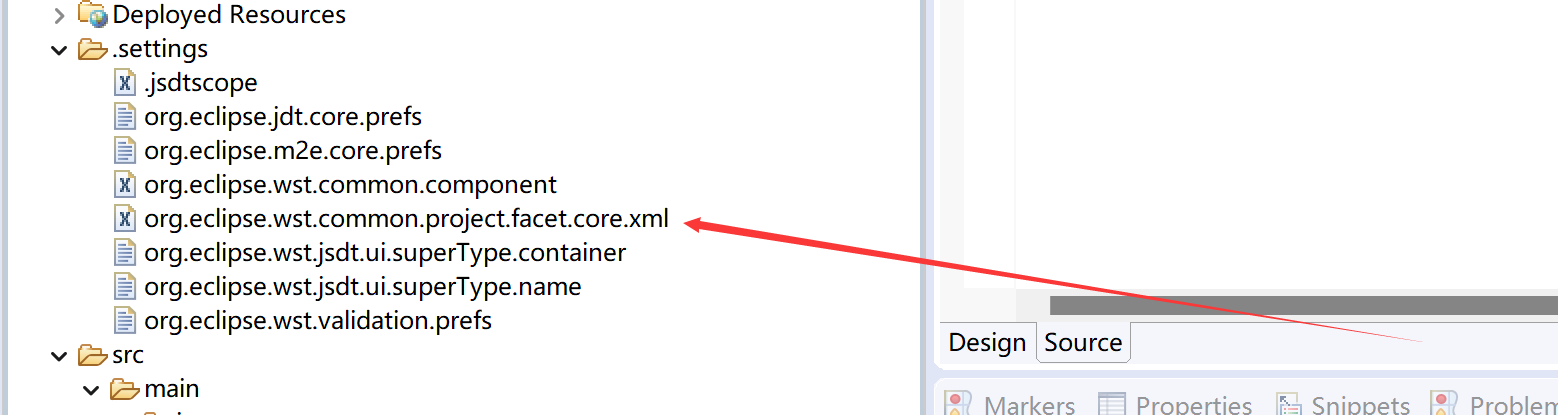 Deployed Resources
.settings
.jsdtscope
org.eclipse.jdt.core.prefs
org.eclipse.m2e.core.prefs
org.eclipse.wst.common.component
org.eclipse.wst.common.project.facet.core.xml
org.eclipse.wst.jsdt.ui.superType.container
org.eclipse.wst.jsdt.ui.superType.name
org.eclipse.wst.validation.prefs
src
main
Design Source
Markers Properties Snippets Problem